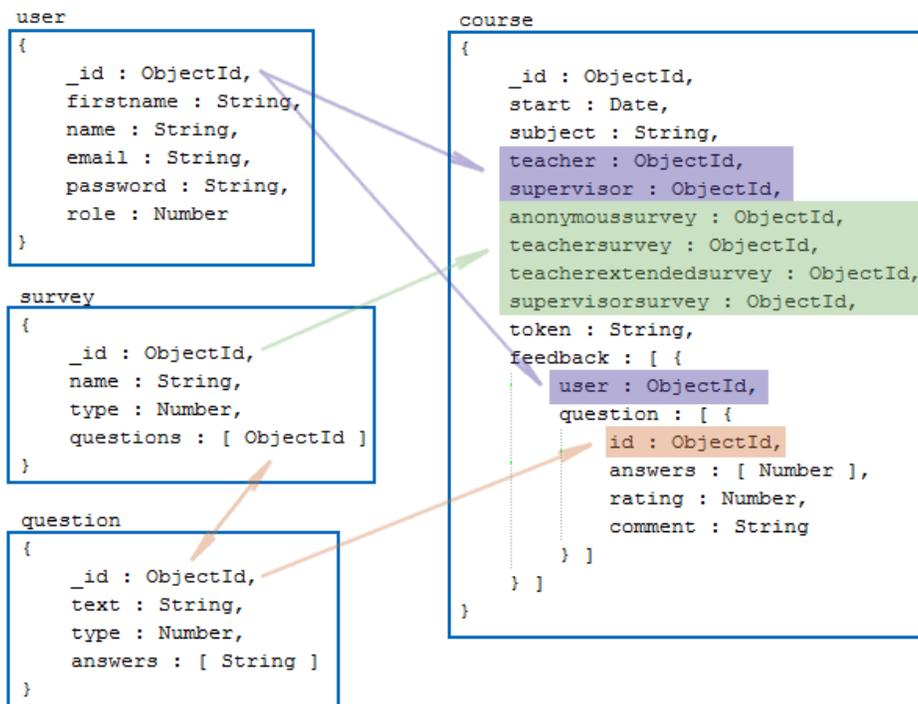 user
{
_id : ObjectId,
firstname : String,
name : String,
email : String,
password : String,
role : Number
}
survey
{
_id : ObjectId,
name : String,
type : Number,
questions : [ ObjectId ]
}
question
{
_id : ObjectId,
text : String,
type : Number,
answers : [ String ]
}
course
{
_id : ObjectId,
start : Date,
subject : String,
teacher : ObjectId,
supervisor : ObjectId,
anonymoussurvey : ObjectId,
teachersurvey : ObjectId,
teacherextendedsurvey : ObjectId,
supervisorsurvey : ObjectId,
token : String,
feedback : [ {
user : ObjectId,
question : [ {
id : ObjectId,
answers : [ Number ],
rating : Number,
comment : String
} ]
} ]
}